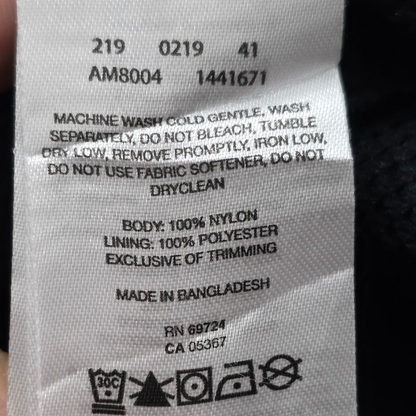 219 0219 41
AM8004 1441671
MACHINE WASH COLD GENTLE, WASH
SEPARATELY, DO NOT BLEACH, TUMBLE
DRY LOW, REMOVE PROMPTLY, IRON LOW,
DO NOT USE FABRIC SOFTENER, DO NOT
DRYCLEAN
BODY: 100% NYLON
LINING: 100% POLYESTER
EXCLUSIVE OF TRIMMING
MADE IN BANGLADESH
RN 69724
CA 05367
30C